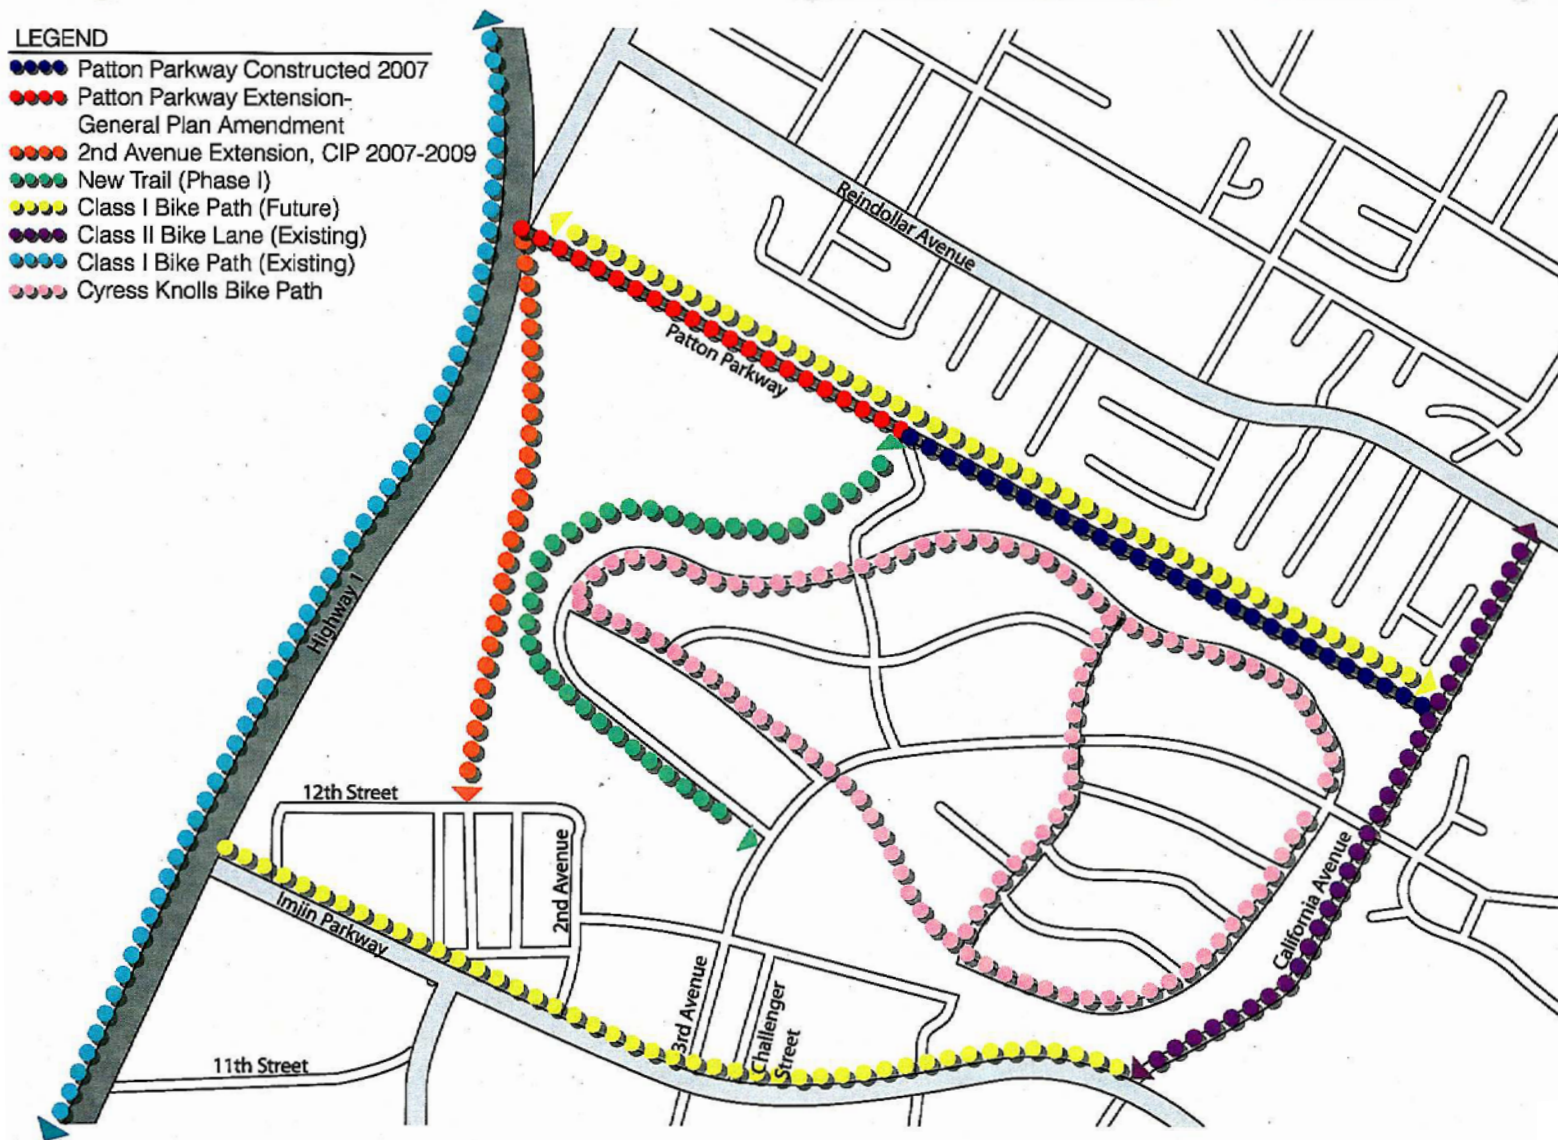 LEGEND
Patton Parkway Constructed 2007
Patton Parkway Extension-
General Plan Amendment
2nd Avenue Extension, CIP 2007-2009
New Trail (Phase I)
Class I Bike Path (Future)
Class II Bike Lane (Existing)
Class I Bike Path (Existing)
Cyress Knolls Bike Path
Reindollar Avenue
Patton Parkway
Highway 1
12th Street
2nd Avenue
Imjin Parkway
California Avenue
3rd Avenue
Challenger
Street
11th Street